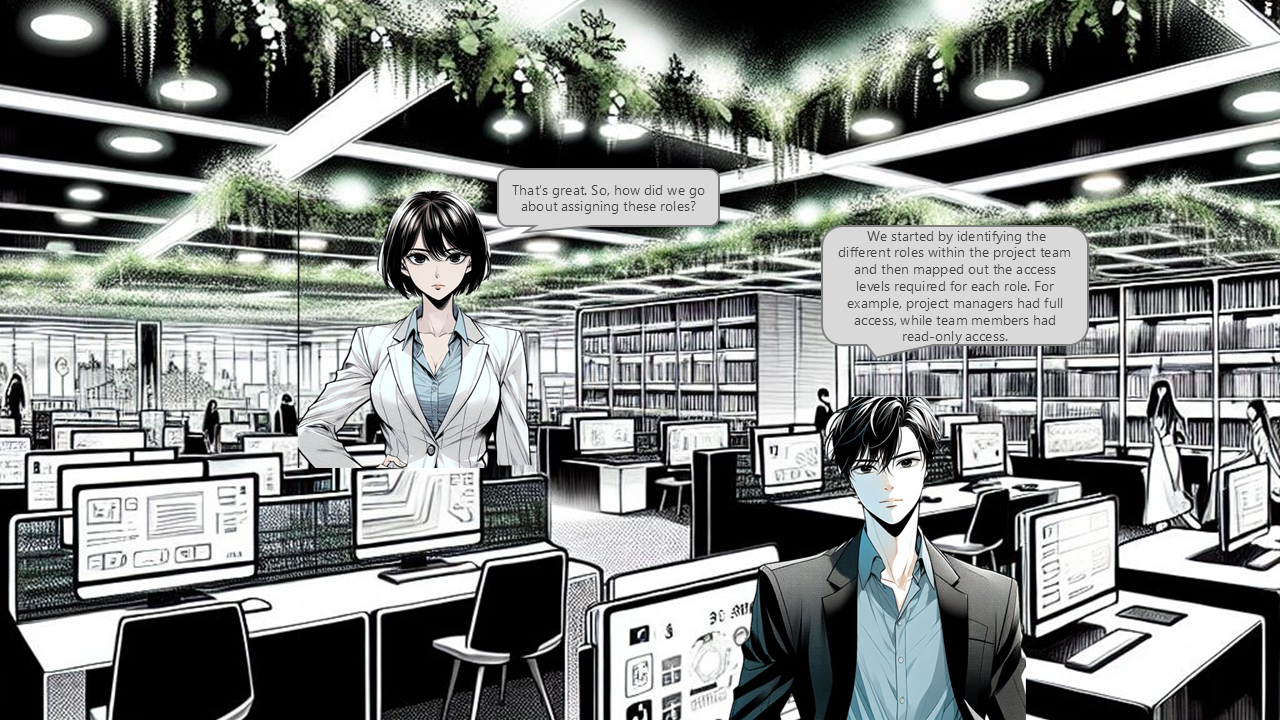 That's great. So, how did we go
about assigning these roles?
We started by identifying the
different roles within the project team
and then mapped out the access
levels required for each role. For
example, project managers had full
access, while team members had
read-only access.